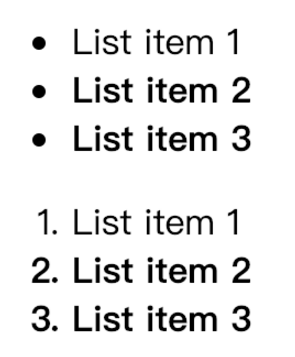 • List item 1
• List item 2
• List item 3
1. List item 1
2. List item 2
3. List item 3